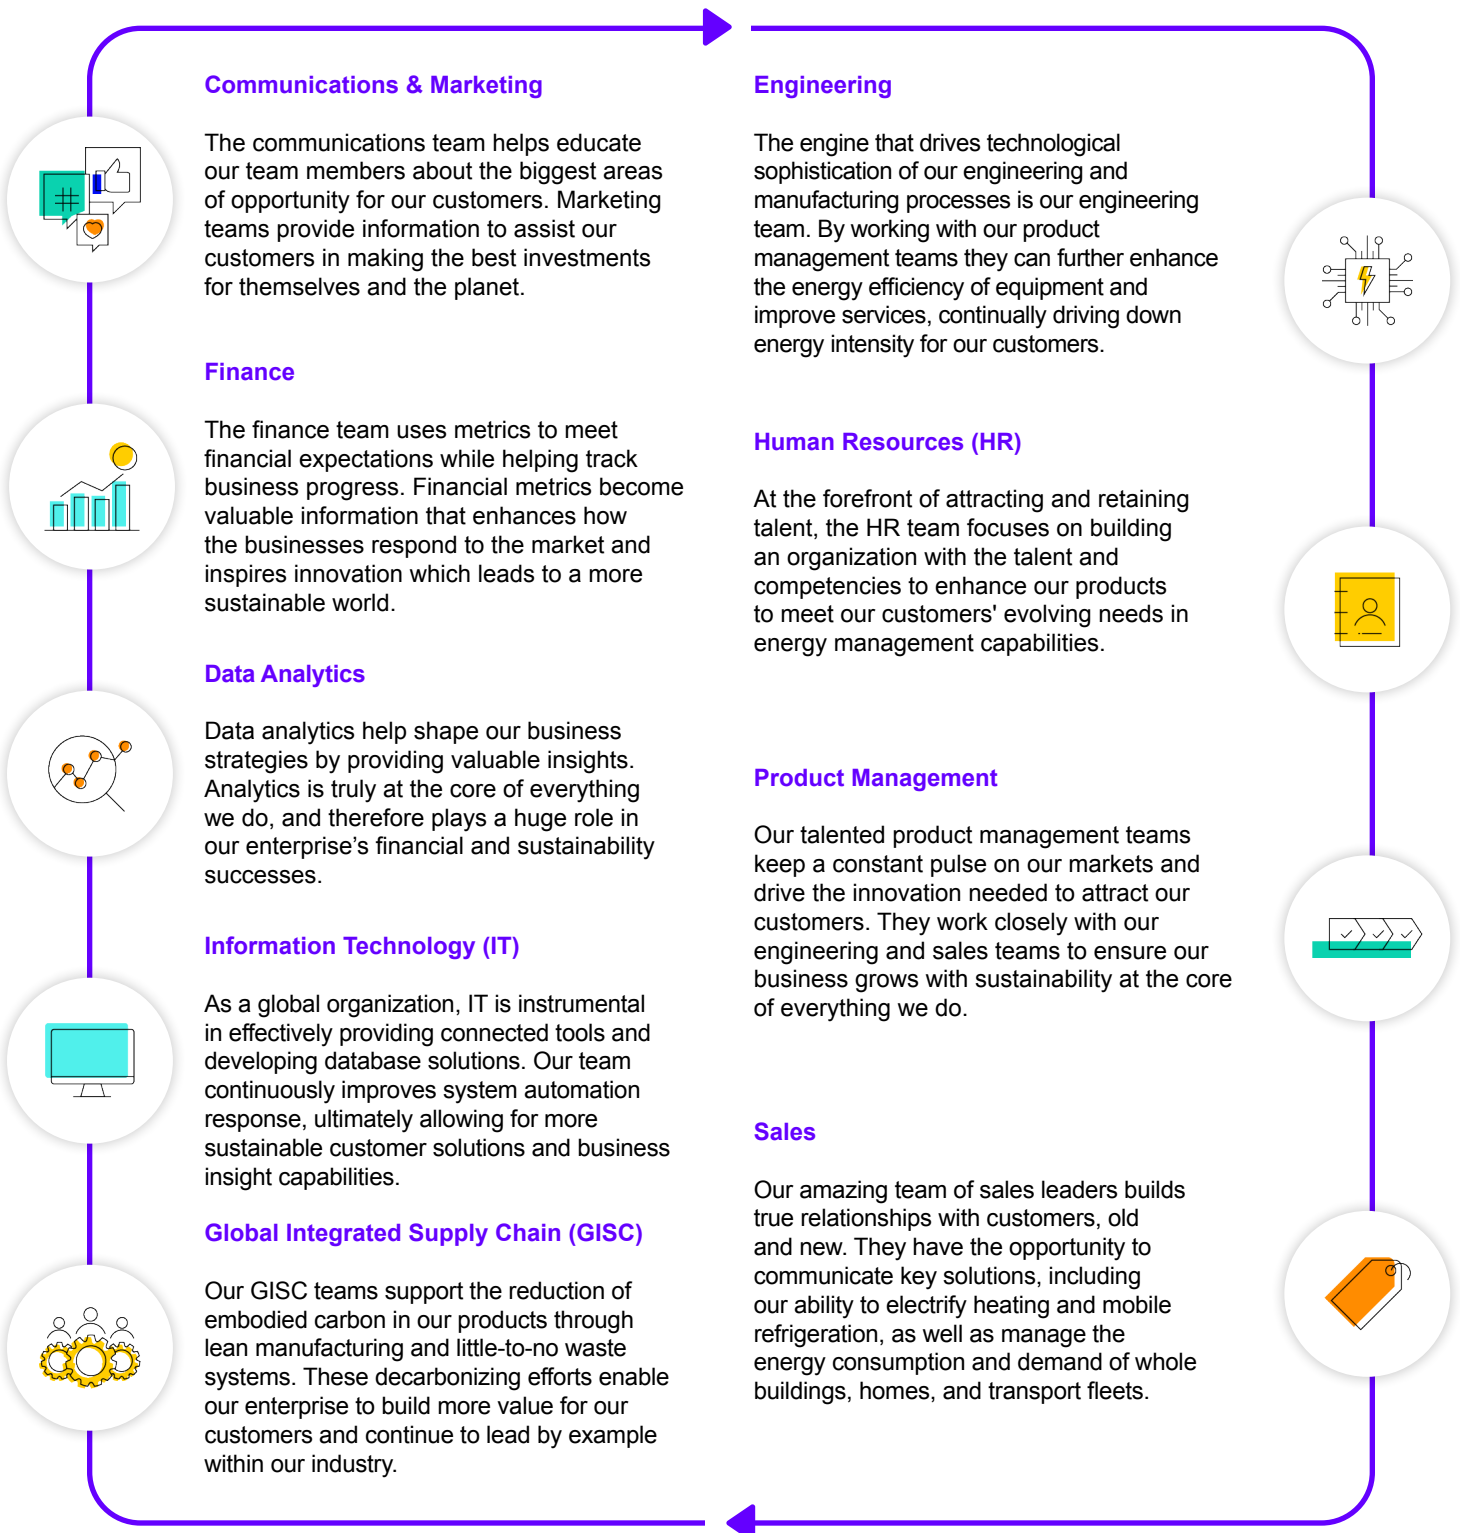 Communications & Marketing
The communications team helps educate
our team members about the biggest areas
of opportunity for our customers. Marketing
teams provide information to assist our
customers in making the best investments
for themselves and the planet.
Finance
The finance team uses metrics to meet
financial expectations while helping track
business progress. Financial metrics become
valuable information that enhances how
the businesses respond to the market and
inspires innovation which leads to a more
sustainable world.
Data Analytics
Data analytics help shape our business
strategies by providing valuable insights.
Analytics is truly at the core of everything
we do, and therefore plays a huge role in
our enterprise’s financial and sustainability
successes.
Information Technology (IT)
As a global organization, IT is instrumental
in effectively providing connected tools and
developing database solutions. Our team
continuously improves system automation
response, ultimately allowing for more
sustainable customer solutions and business
insight capabilities.
Global Integrated Supply Chain (GISC)
Our GISC teams support the reduction of
embodied carbon in our products through
lean manufacturing and little-to-no waste
systems. These decarbonizing efforts enable
our enterprise to build more value for our
customers and continue to lead by example
within our industry.
Engineering
The engine that drives technological
sophistication of our engineering and
manufacturing processes is our engineering
team. By working with our product
management teams they can further enhance
the energy efficiency of equipment and
improve services, continually driving down
energy intensity for our customers.
Human Resources (HR)
At the forefront of attracting and retaining
talent, the HR team focuses on building
an organization with the talent and
competencies to enhance our products
to meet our customers' evolving needs in
energy management capabilities.
Product Management
Our talented product management teams
keep a constant pulse on our markets and
drive the innovation needed to attract our
customers. They work closely with our
engineering and sales teams to ensure our
business grows with sustainability at the core
of everything we do.
Sales
Our amazing team of sales leaders builds
true relationships with customers, old
and new. They have the opportunity to
communicate key solutions, including
our ability to electrify heating and mobile
refrigeration, as well as manage the
energy consumption and demand of whole
buildings, homes, and transport fleets.